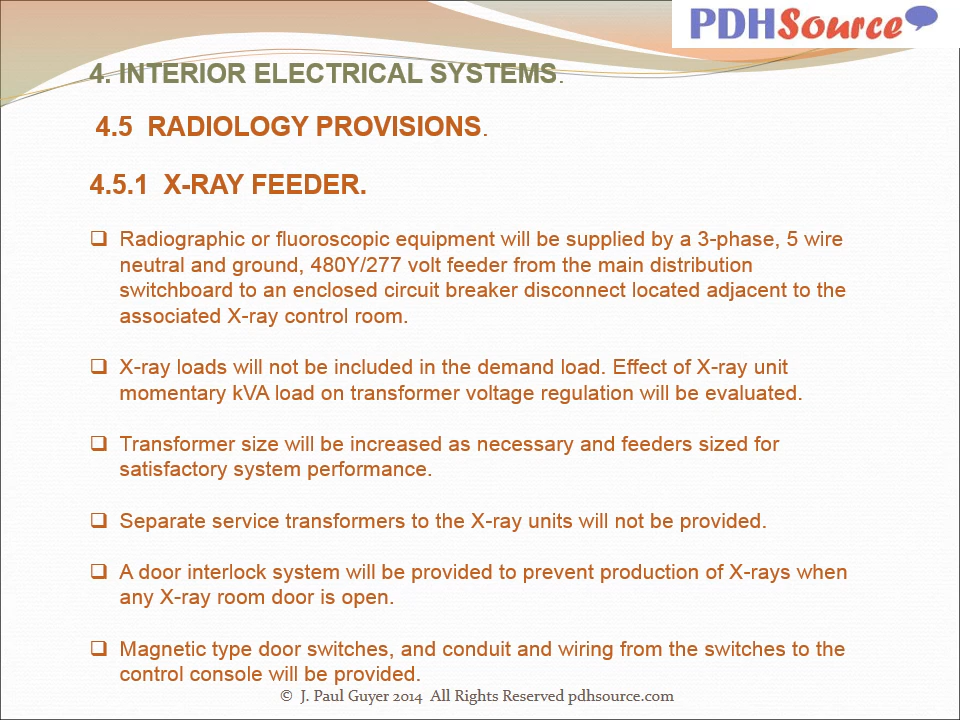 PDHSource
4. INTERIOR ELECTRICAL SYSTEMS.
4.5 RADIOLOGY PROVISIONS.
4.5.1 X-RAY FEEDER.
❑ Radiographic or fluoroscopic equipment will be supplied by a 3-phase, 5 wire
neutral and ground, 480Y/277 volt feeder from the main distribution
switchboard to an enclosed circuit breaker disconnect located adjacent to the
associated X-ray control room.
❑ X-ray loads will not be included in the demand load. Effect of X-ray unit
momentary kVA load on transformer voltage regulation will be evaluated.
❑ Transformer size will be increased as necessary and feeders sized for
satisfactory system performance.
❑ Separate service transformers to the X-ray units will not be provided.
❑ A door interlock system will be provided to prevent production of X-rays when
any X-ray room door is open.
❑ Magnetic type door switches, and conduit and wiring from the switches to the
control console will be provided.
© J. Paul Guyer 2014 All Rights Reserved pdhsource.com